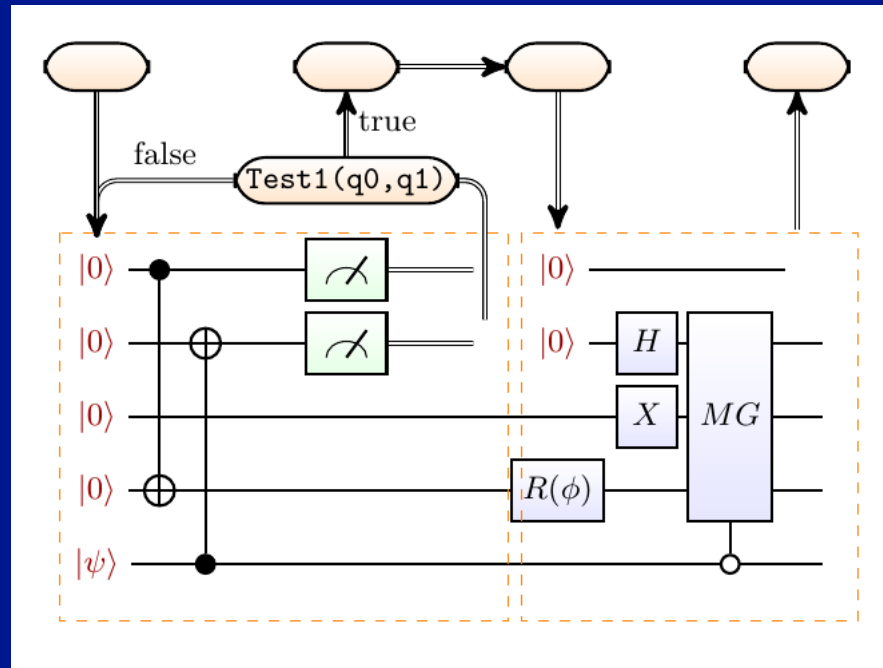 true
false
Test1(q0,q1)
|0⟩ |0⟩
|0⟩ |0⟩ H
|0⟩ X MG
|0⟩ R(ϕ)
|ψ⟩